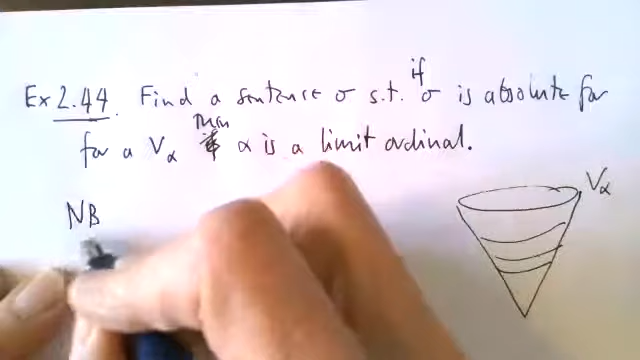 Ex 2.44. Find a sentence σ s.t. if σ is absolute for
for a Vα then α is a limit ordinal.
NB
Vα